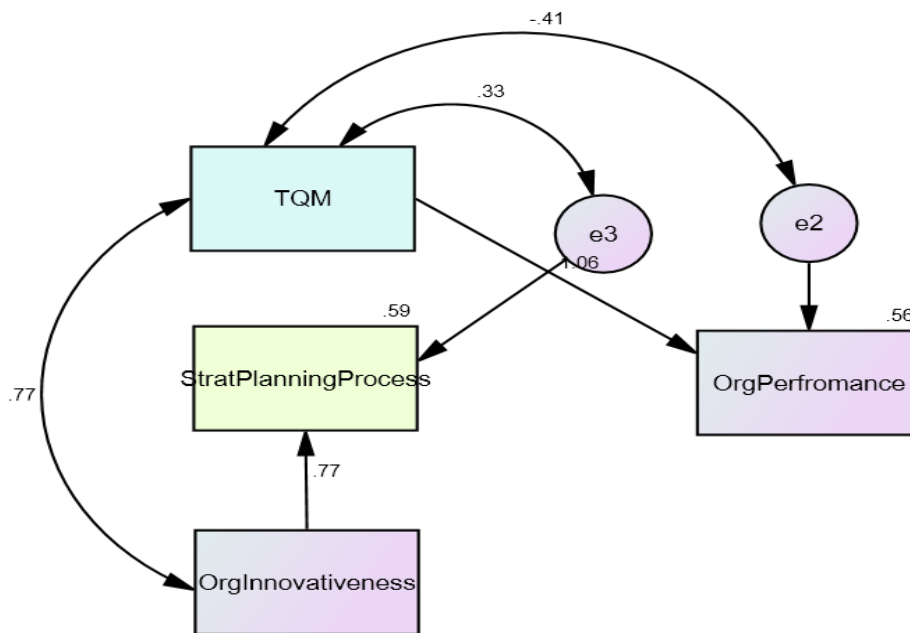 -.41
.33
TQM
e3
e2
1.06
.59
.56
StratPlanningProcess
OrgPerfromance
.77
.77
OrgInnovativeness